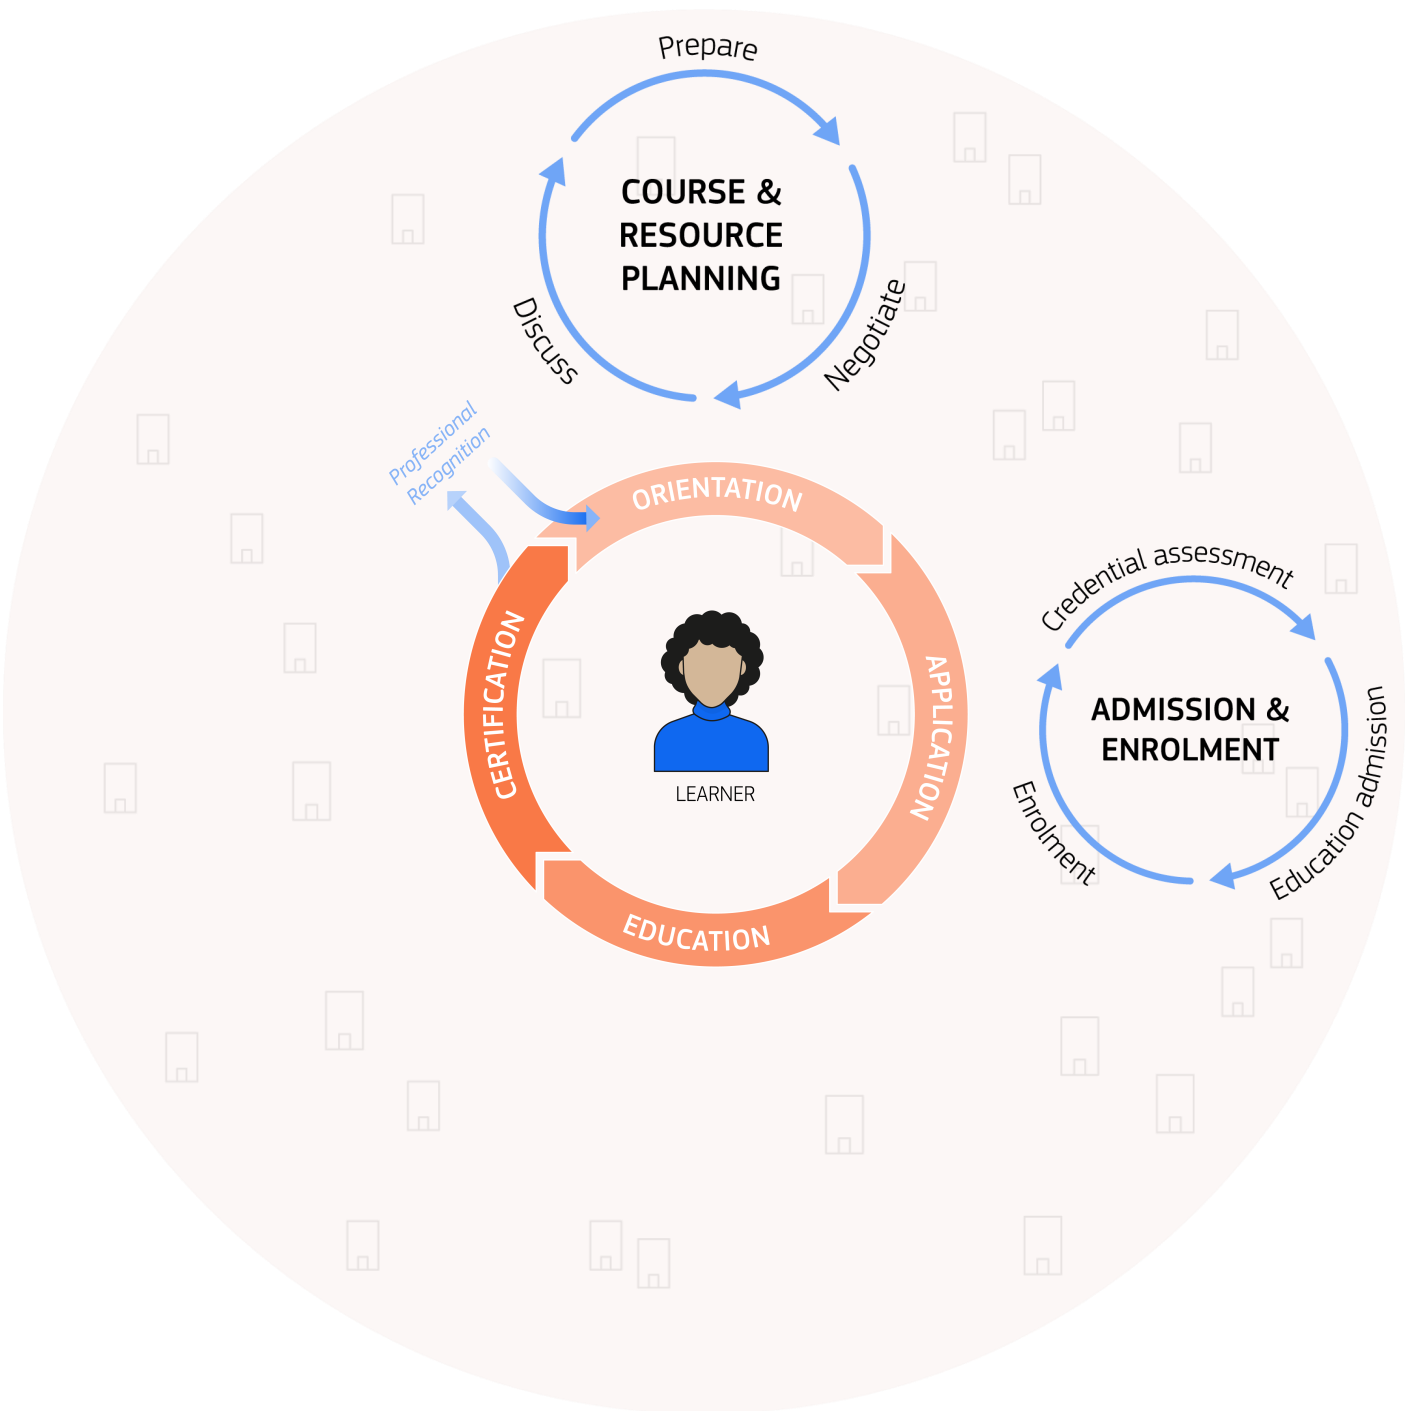 Prepare
COURSE &
RESOURCE
PLANNING
Negotiate
Discuss
Professional
Recognition
ORIENTATION
APPLICATION
EDUCATION
CERTIFICATION
LEARNER
Credential assessment
ADMISSION &
ENROLMENT
Education admission
Enrolment